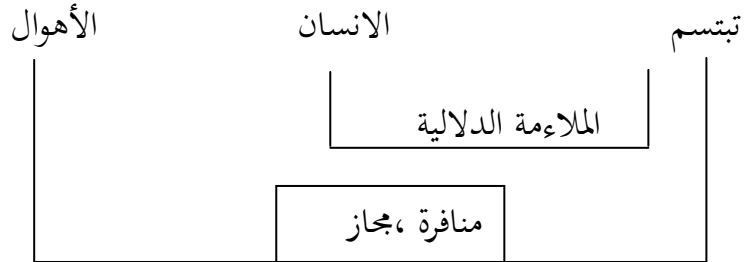 تبتسم الانسان الأهوال
الملاءمة الدلالية
منافرة ،مجاز